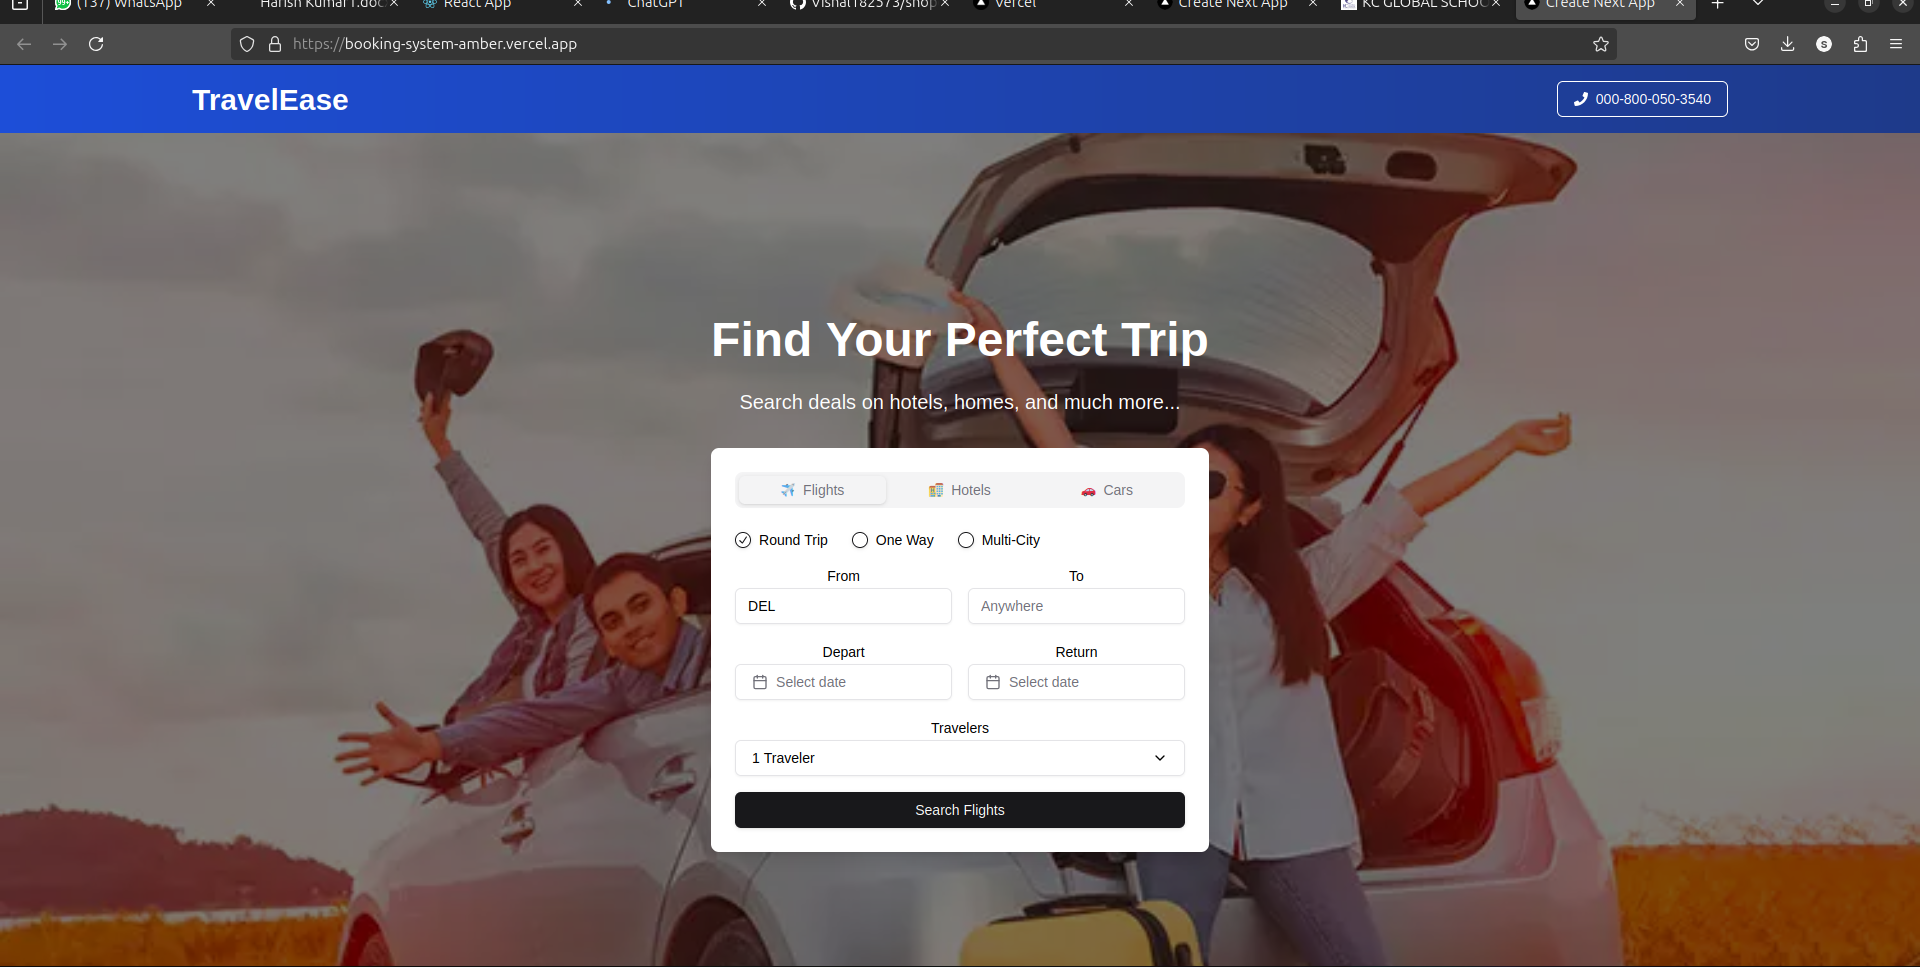 (137) WhatsApp
Harish Kumar1.doc
React App
ChatGPT
Vishal182573/shop
Vercel
Create Next App
KC GLOBAL SCHOO
Create Next App
https://booking-system-amber.vercel.app
S
TravelEase
000-800-050-3540
Find Your Perfect Trip
Search deals on hotels, homes, and much more...
Flights
Hotels
Cars
Round Trip
One Way
Multi-City
From
To
DEL
Anywhere
Depart
Return
Select date
Select date
Travelers
1 Traveler
Search Flights